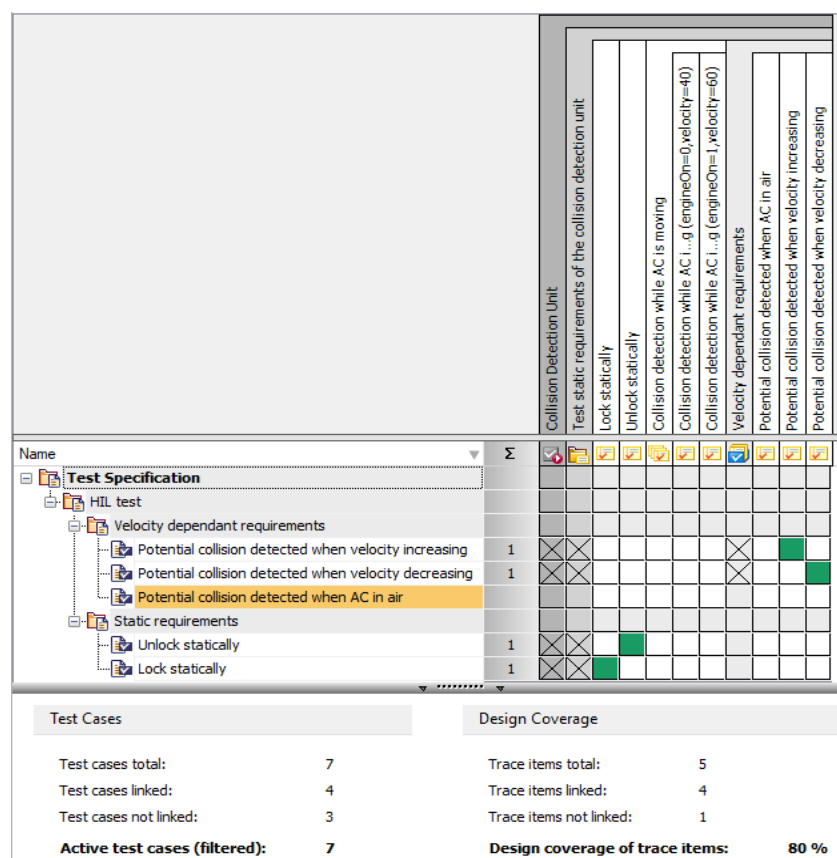 Collision Detection Unit
Test static requirements of the collision detection unit
Lock statically
Unlock statically
Collision detection while AC is moving
Collision detection while AC i...g (engineOn=0,velocity=40)
Collision detection while AC i...g (engineOn=1,velocity=60)
Velocity dependant requirements
Potential collision detected when AC in air
Potential collision detected when velocity increasing
Potential collision detected when velocity decreasing
Name Σ
Test Specification
HIL test
Velocity dependant requirements
Potential collision detected when velocity increasing 1
Potential collision detected when velocity decreasing 1
Potential collision detected when AC in air
Static requirements
Unlock statically 1
Lock statically 1
Test Cases
Test cases total: 7
Test cases linked: 4
Test cases not linked: 3
Active test cases (filtered): 7
Design Coverage
Trace items total: 5
Trace items linked: 4
Trace items not linked: 1
Design coverage of trace items: 80 %